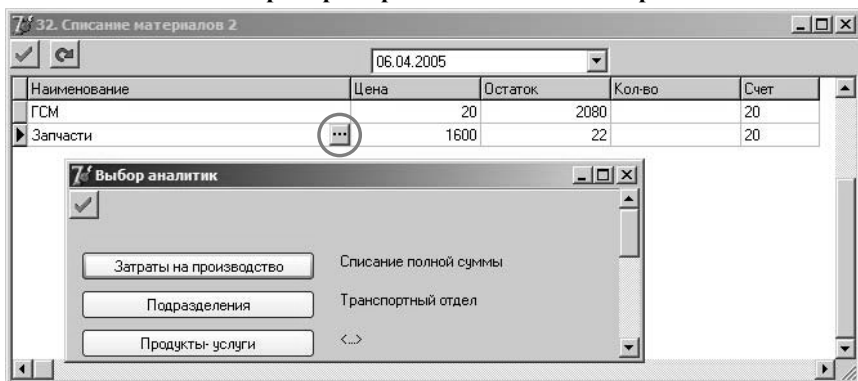 32. Списание материалов 2
06.04.2005
Наименование Цена Остаток Кол-во Счет
ГСМ 20 2080 20
Запчасти ... 1600 22 20
Выбор аналитик
Затраты на производство Списание полной суммы
Подразделения Транспортный отдел
Продукты- услуги <...>